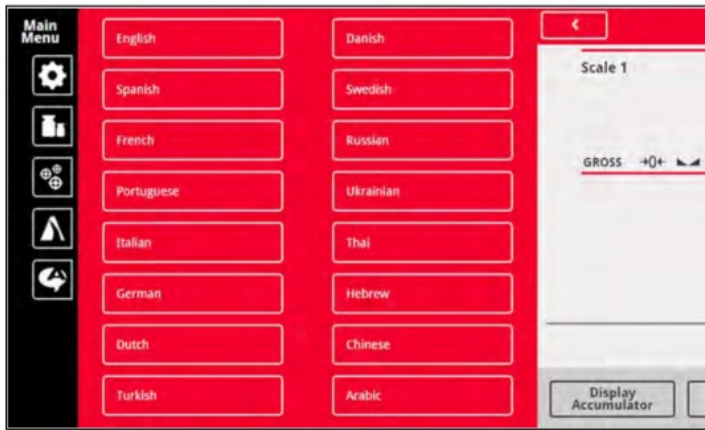 Main
Menu
English
Spanish
French
Portuguese
Italian
German
Dutch
Turkish
Danish
Swedish
Russian
Ukrainian
Thai
Hebrew
Chinese
Arabic
<
Scale 1
GROSS →0←
Display
Accumulator